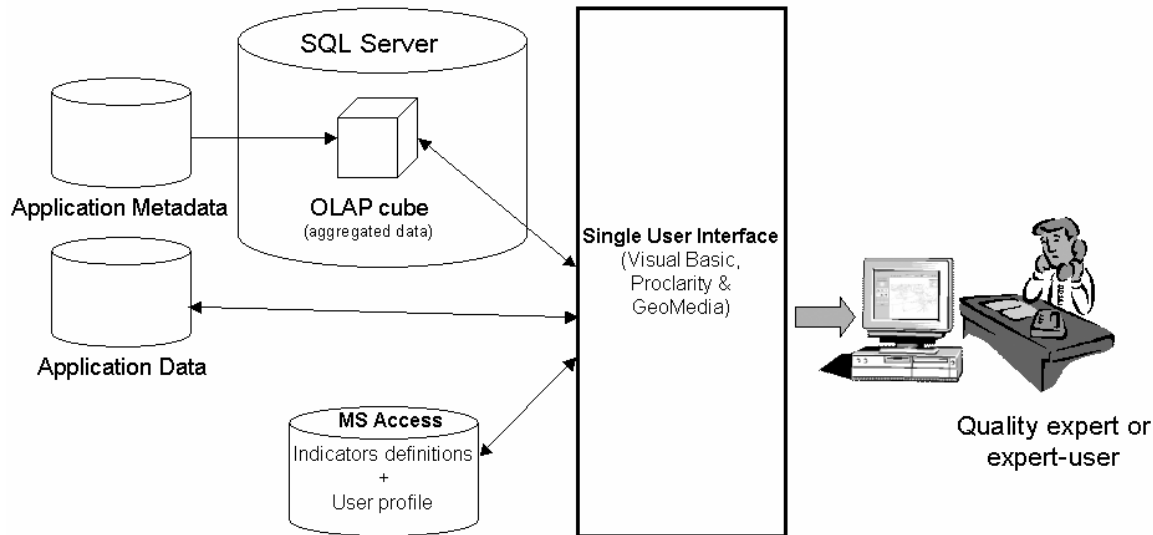 SQL Server
Application Metadata
OLAP cube
(aggregated data)
Application Data
MS Access
Indicators definitions
+
User profile
Single User Interface
(Visual Basic,
Proclarity &
GeoMedia)
Quality expert or
expert-user